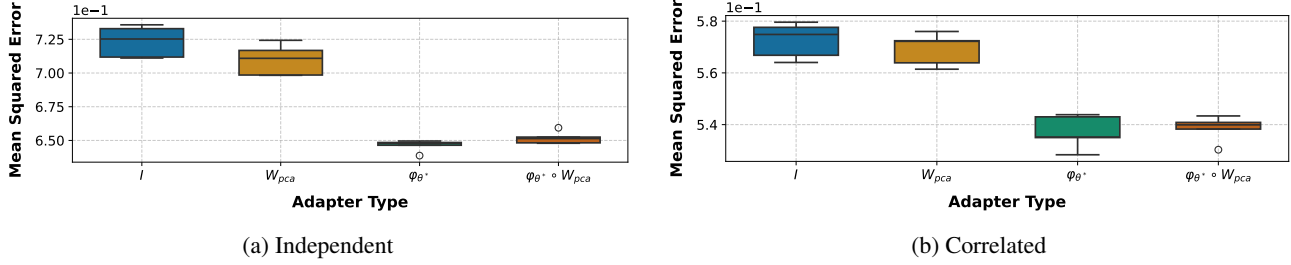 1e−1
Mean Squared Error
7.25
7.00
6.75
6.50
I
W_pca
φ_θ*
φ_θ* ∘ W_pca
Adapter Type
(a) Independent
1e−1
Mean Squared Error
5.8
5.6
5.4
I
W_pca
φ_θ*
φ_θ* ∘ W_pca
Adapter Type
(b) Correlated